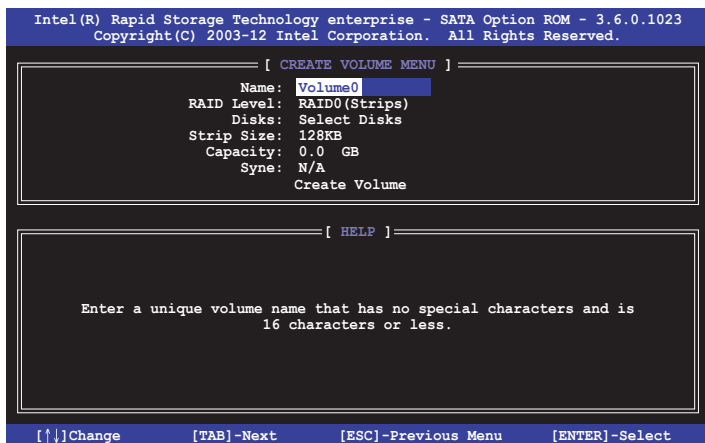 Intel(R) Rapid Storage Technology enterprise - SATA Option ROM - 3.6.0.1023
Copyright(C) 2003-12 Intel Corporation. All Rights Reserved.
[ CREATE VOLUME MENU ]
Name: Volume0
RAID Level: RAID0(Strips)
Disks: Select Disks
Strip Size: 128KB
Capacity: 0.0 GB
Syne: N/A
Create Volume
[ HELP ]
Enter a unique volume name that has no special characters and is
16 characters or less.
[↑↓]Change [TAB]-Next [ESC]-Previous Menu [ENTER]-Select